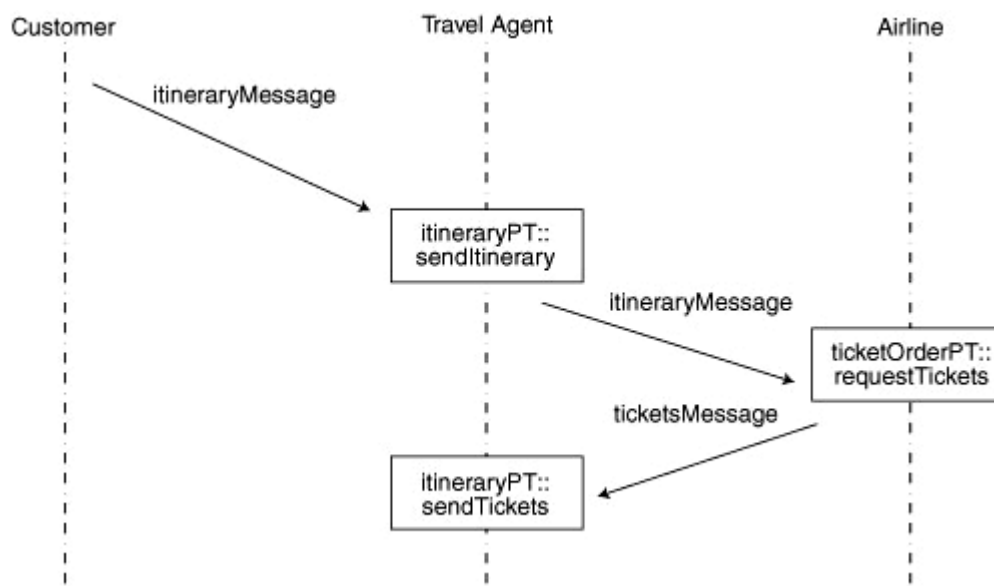 Customer
Travel Agent
Airline
itineraryMessage
itineraryPT::
sendItinerary
itineraryMessage
ticketOrderPT::
requestTickets
ticketsMessage
itineraryPT::
sendTickets